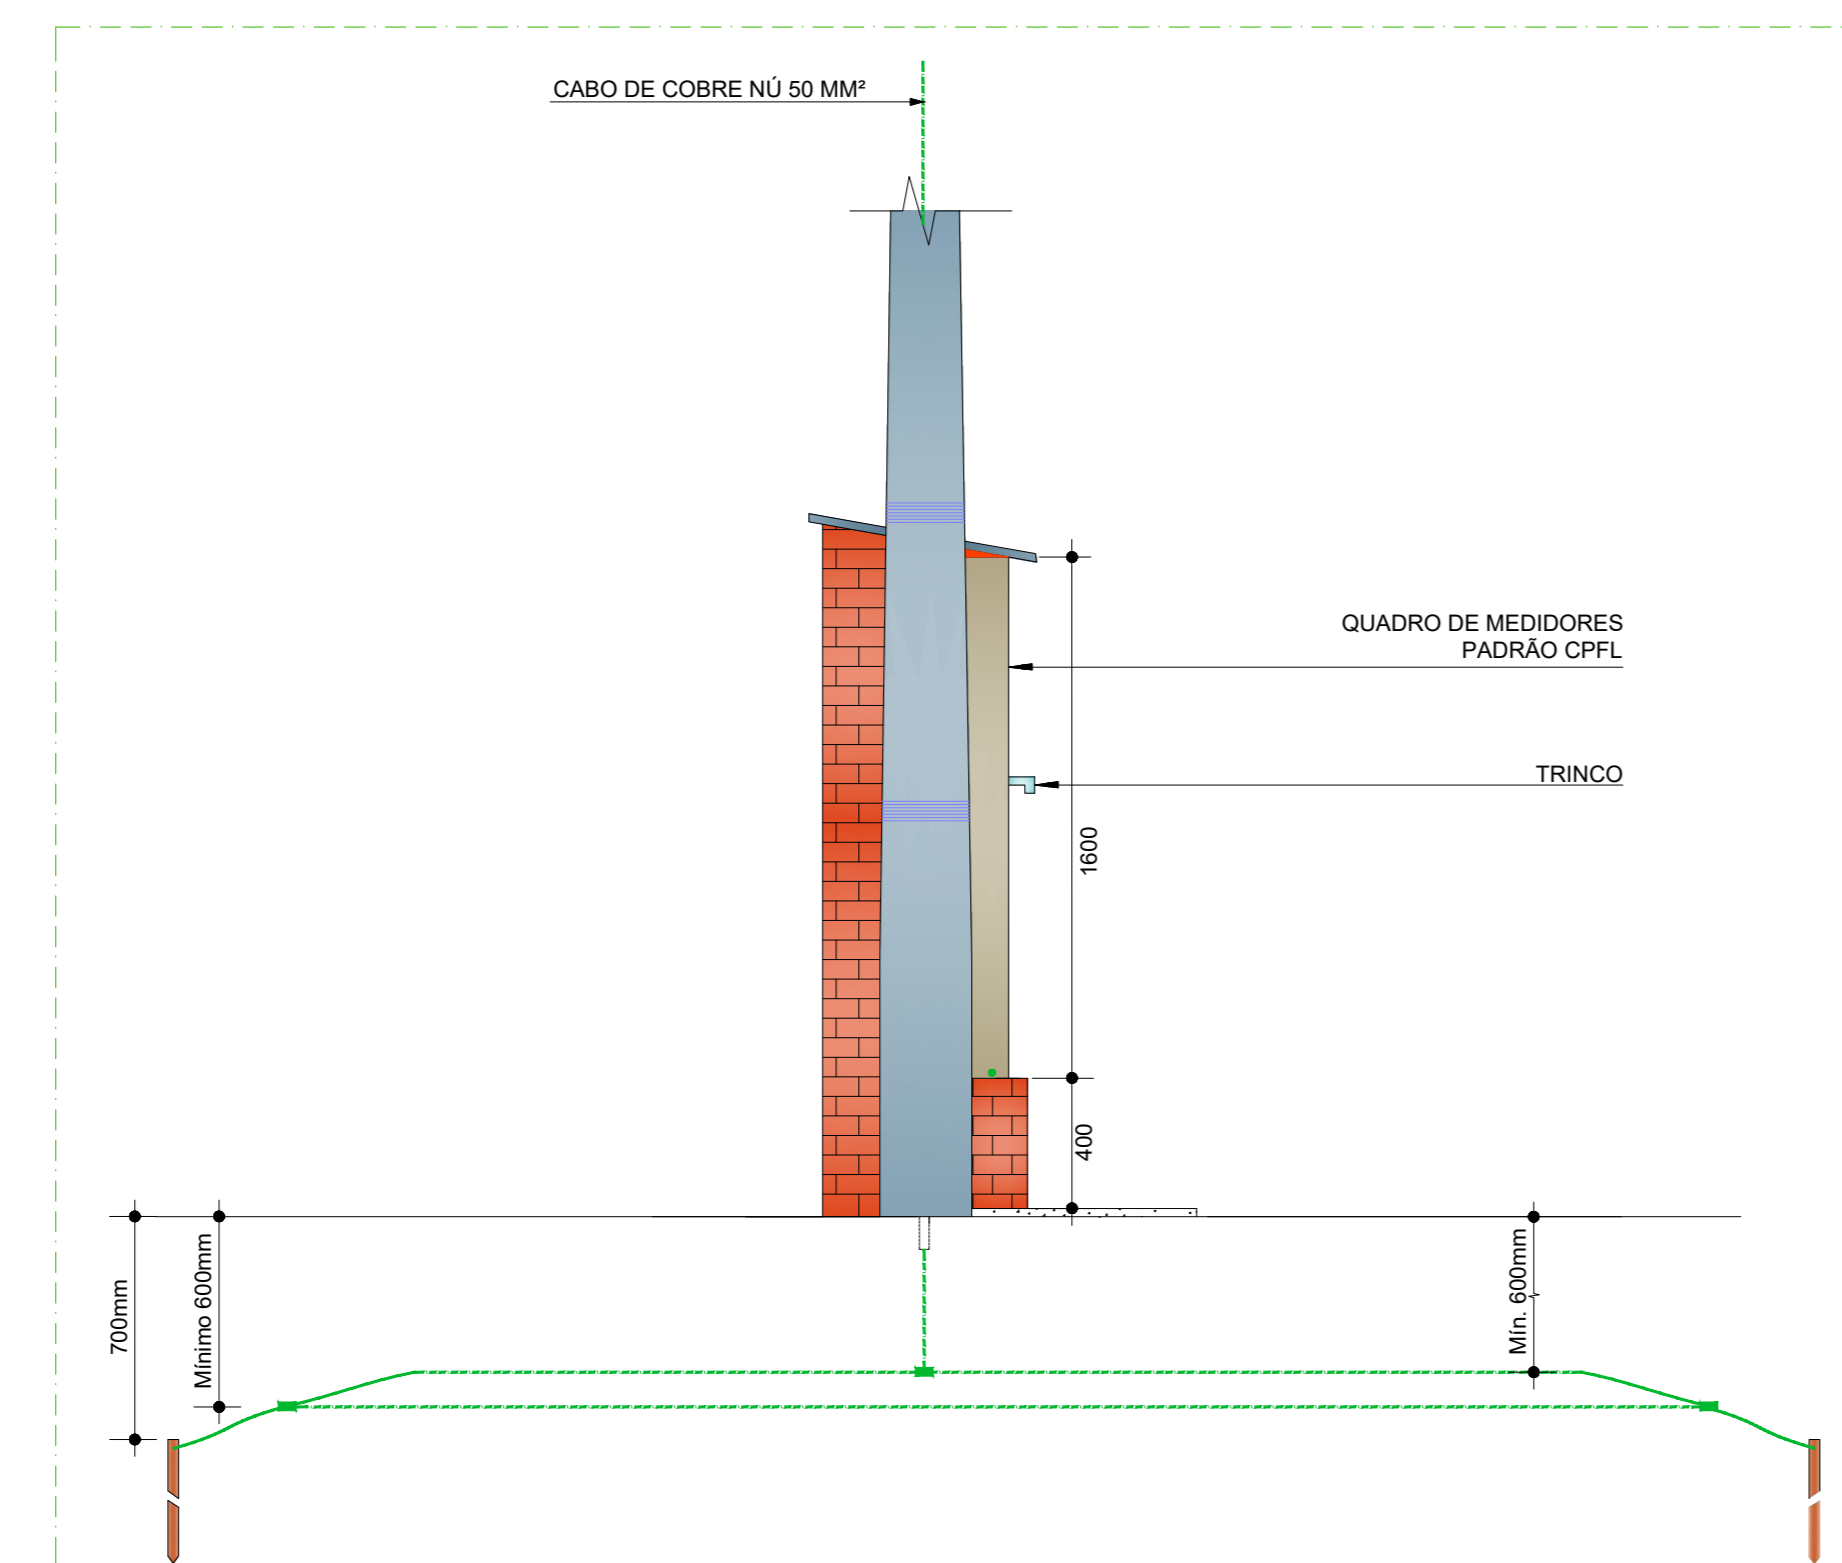 CABO DE COBRE NÚ 50 MM²
QUADRO DE MEDIDORES
PADRÃO CPFL
TRINCO
1600
400
700mm
Mínimo 600mm
Mín. 600mm